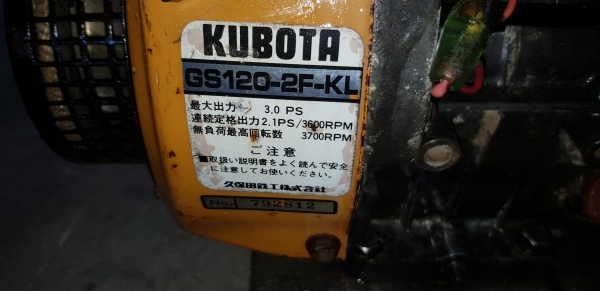 KUBOTA
GS120-2F-KL
最大出力 3.0 PS
連続定格出力 2.1PS/3600RPM
無負荷最高回転数 3700RPM
ご注意
■取扱い説明書をよく読んで安全
に注意してお使いください。
久保田鉄工株式会社
No. 792812